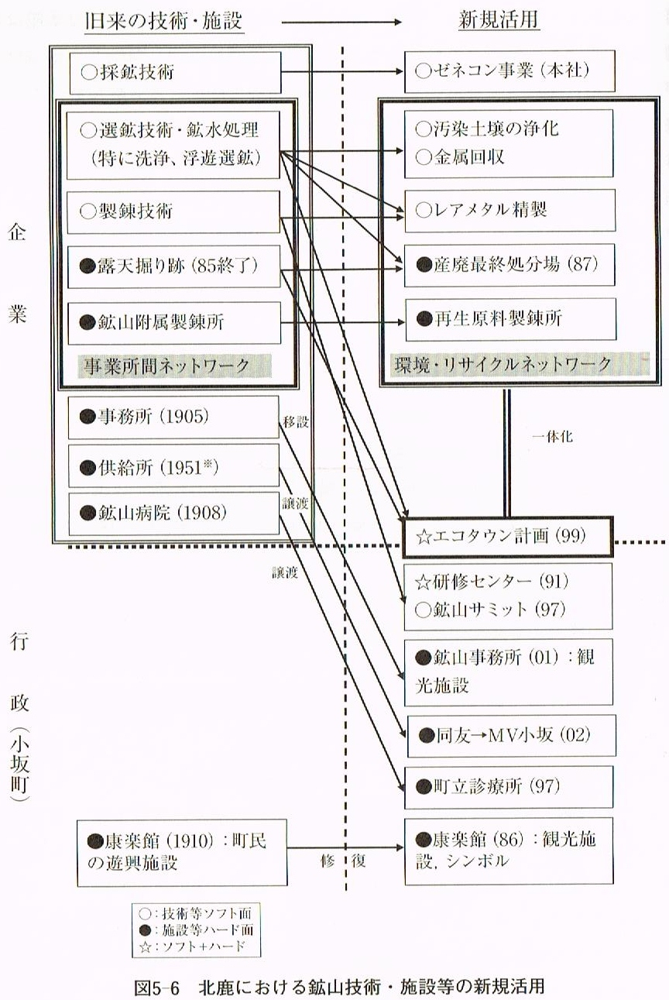 旧来の技術・施設
新規活用
○採鉱技術
○ゼネコン事業（本社）
○選鉱技術・鉱水処理
（特に洗浄、浮遊選鉱）
○汚染土壌の浄化
○金属回収
○製錬技術
○レアメタル精製
●露天掘り跡（85終了）
●産廃最終処分場（87）
●鉱山附属製錬所
●再生原料製錬所
事業所間ネットワーク
環境・リサイクルネットワーク
企業
●事務所（1905）
移設
一体化
●供給所（1951※）
譲渡
●鉱山病院（1908）
譲渡
☆エコタウン計画（99）
☆研修センター（91）
○鉱山サミット（97）
●鉱山事務所（01）：観
光施設
●同友→MV小坂（02）
●町立診療所（97）
行政（小坂町）
●康楽館（1910）：町民
の遊興施設
修復
●康楽館（86）：観光施
設，シンボル
○：技術等ソフト面
●：施設等ハード面
☆：ソフト＋ハード
図5-6 北鹿における鉱山技術・施設等の新規活用